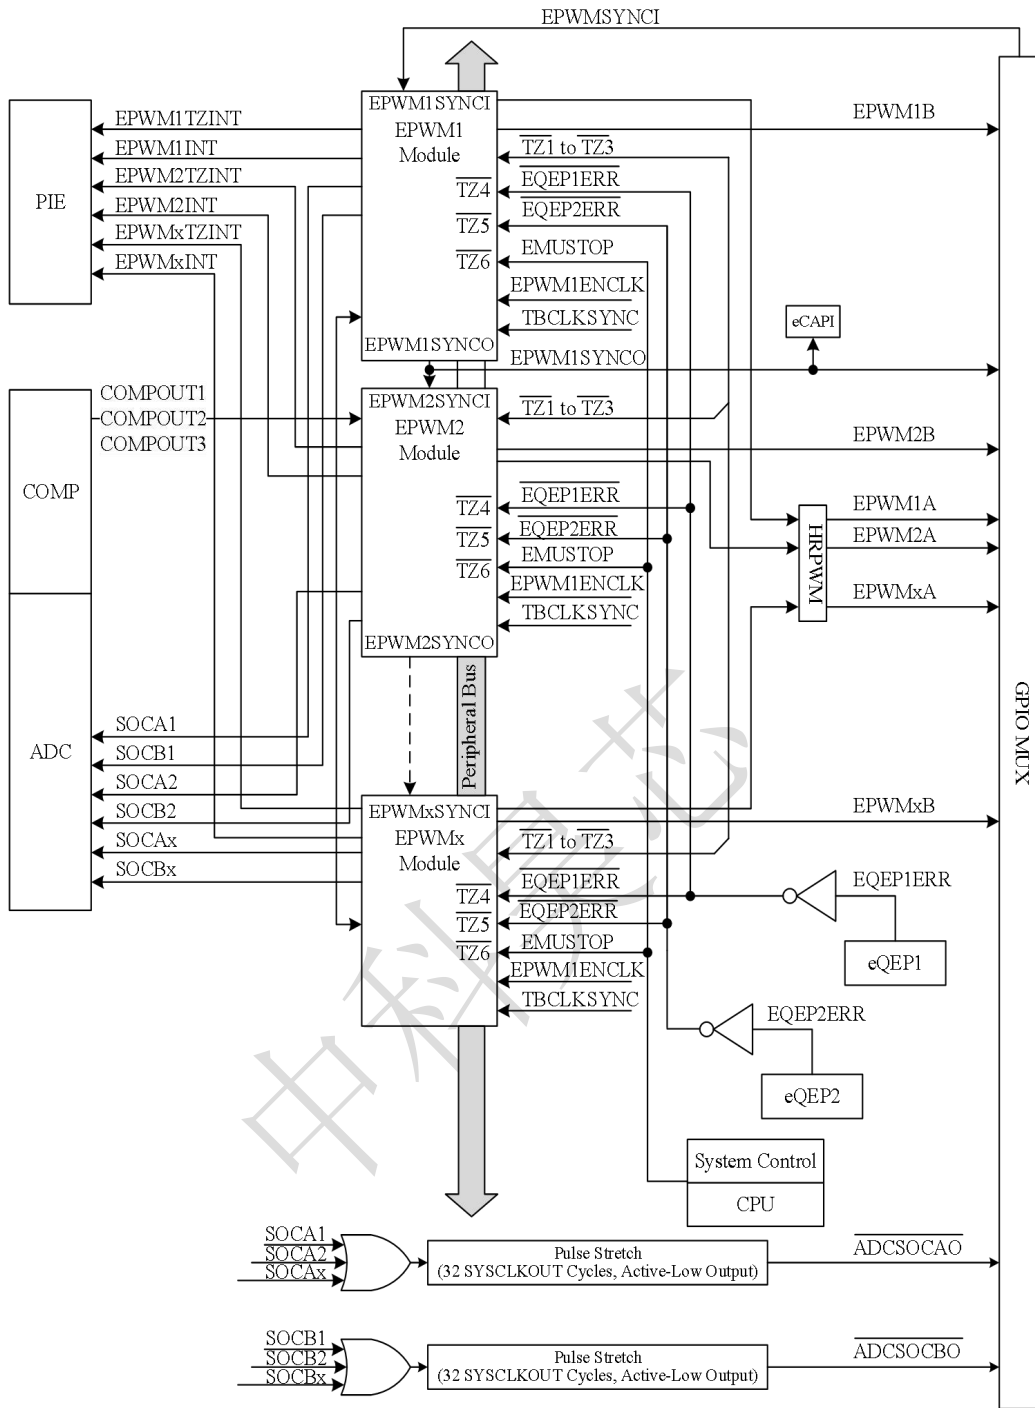 EPWMSYNCI
EPWM1SYNCI
EPWM1
Module
TZ4
TZ5
TZ6
EPWM1SYNCO
PIE
EPWM1TZINT
EPWM1INT
EPWM2TZINT
EPWM2INT
EPWMxTZINT
EPWMxINT
EPWM1B
TZ1 to TZ3
EQEP1ERR
EQEP2ERR
EMUSTOP
EPWM1ENCLK
TBCLKSYNC
eCAPI
EPWM1SYNCO
COMP
COMPOUT1
COMPOUT2
COMPOUT3
EPWM2SYNCI
EPWM2
Module
TZ4
TZ5
TZ6
EPWM2SYNCO
TZ1 to TZ3
EPWM2B
EQEP1ERR
EQEP2ERR
EMUSTOP
EPWM1ENCLK
TBCLKSYNC
HRPWM
EPWM1A
EPWM2A
EPWMxA
GPIO MUX
Peripheral Bus
ADC
SOCA1
SOCB1
SOCA2
SOCB2
SOCAx
SOCBx
EPWMxSYNCI
EPWMx
Module
TZ4
TZ5
TZ6
EPWMxB
TZ1 to TZ3
EQEP1ERR
EQEP2ERR
EMUSTOP
EPWM1ENCLK
TBCLKSYNC
EQEP1ERR
eQEP1
EQEP2ERR
eQEP2
System Control
CPU
SOCA1
SOCA2
SOCAx
Pulse Stretch
(32 SYSCLKOUT Cycles, Active-Low Output)
ADCSOCAO
SOCB1
SOCB2
SOCBx
Pulse Stretch
(32 SYSCLKOUT Cycles, Active-Low Output)
ADCSOCBO
中科昊芯